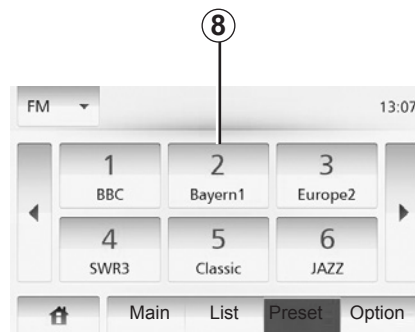 8
FM 13:07
1 2 3
BBC Bayern1 Europe2
4 5 6
SWR3 Classic JAZZ
Main List Preset Option